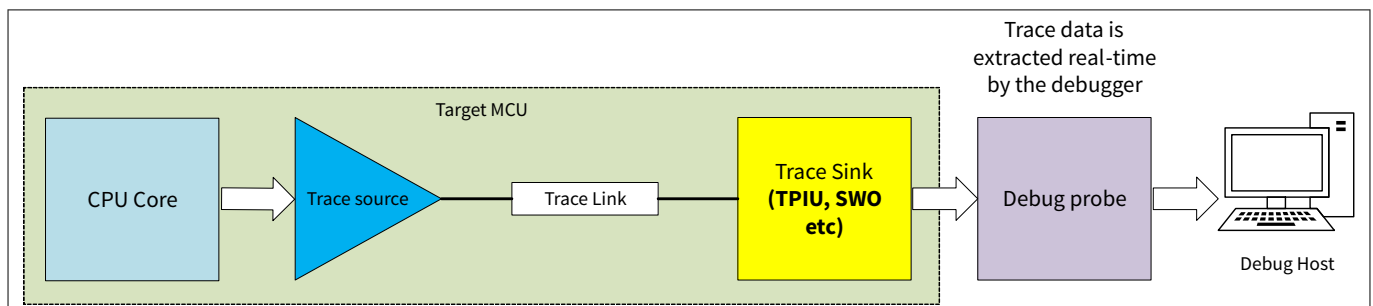 Trace data is
extracted real-time
by the debugger
Target MCU
CPU Core
Trace source
Trace Link
Trace Sink
(TPIU, SWO
etc)
Debug probe
Debug Host